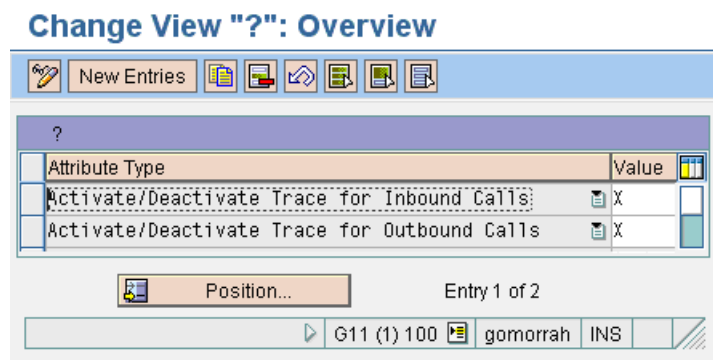 Change View "?": Overview
New Entries
?
Attribute Type Value
Activate/Deactivate Trace for Inbound Calls X
Activate/Deactivate Trace for Outbound Calls X
Position... Entry 1 of 2
G11 (1) 100 gomorrah INS